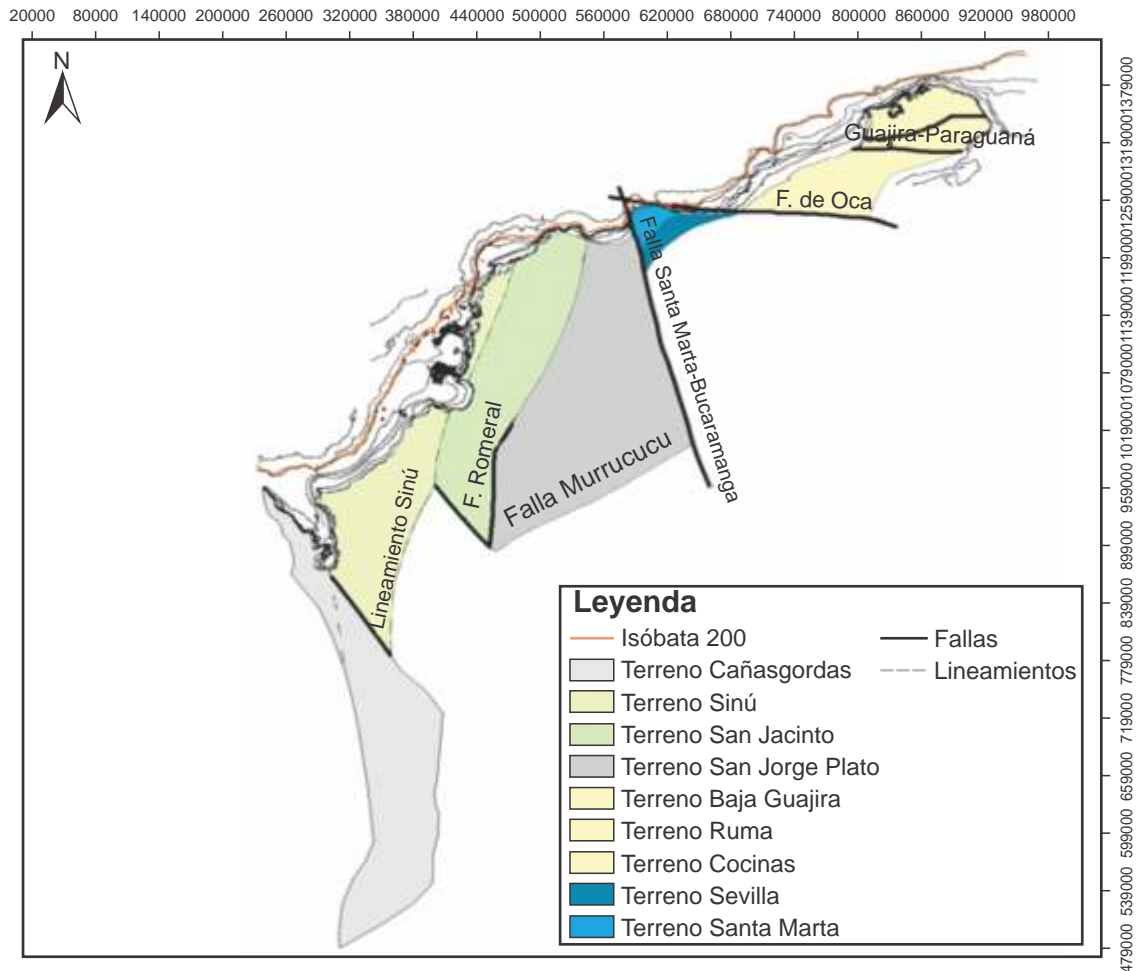 20000 80000 140000 200000 260000 320000 380000 440000 500000 560000 620000 680000 740000 800000 860000 920000 980000
N
1379000
1319000
1259000
1199000
1139000
1079000
1019000
959000
899000
839000
779000
719000
659000
599000
539000
479000
Guajira-Paraguaná
F. de Oca
Falla Santa Marta-Bucaramanga
F. Romeral
Falla Murrucucu
Lineamiento Sinú
Leyenda
Isóbata 200
Fallas
Terreno Cañasgordas
Lineamientos
Terreno Sinú
Terreno San Jacinto
Terreno San Jorge Plato
Terreno Baja Guajira
Terreno Ruma
Terreno Cocinas
Terreno Sevilla
Terreno Santa Marta